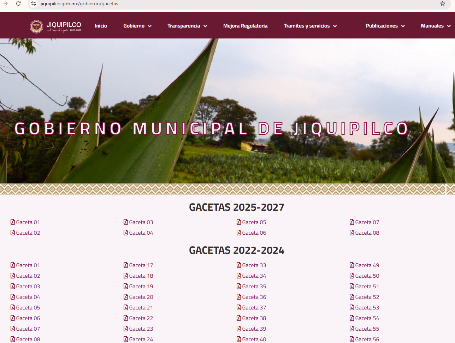 JIQUIPILCO
Inicio
Gobierno
Transparencia
Mejora Regulatoria
Tramites y servicios
Publicaciones
Manuales
GOBIERNO MUNICIPAL DE JIQUIPILCO
GACETAS 2025-2027
Gaceta 01 Gaceta 03 Gaceta 05 Gaceta 07
Gaceta 02 Gaceta 04 Gaceta 06 Gaceta 08
GACETAS 2022-2024
Gaceta 01 Gaceta 17 Gaceta 33 Gaceta 49
Gaceta 02 Gaceta 18 Gaceta 34 Gaceta 50
Gaceta 03 Gaceta 19 Gaceta 35 Gaceta 51
Gaceta 04 Gaceta 20 Gaceta 36 Gaceta 52
Gaceta 05 Gaceta 21 Gaceta 37 Gaceta 53
Gaceta 06 Gaceta 22 Gaceta 38 Gaceta 54
Gaceta 07 Gaceta 23 Gaceta 39 Gaceta 55
Gaceta 08 Gaceta 24 Gaceta 40 Gaceta 56